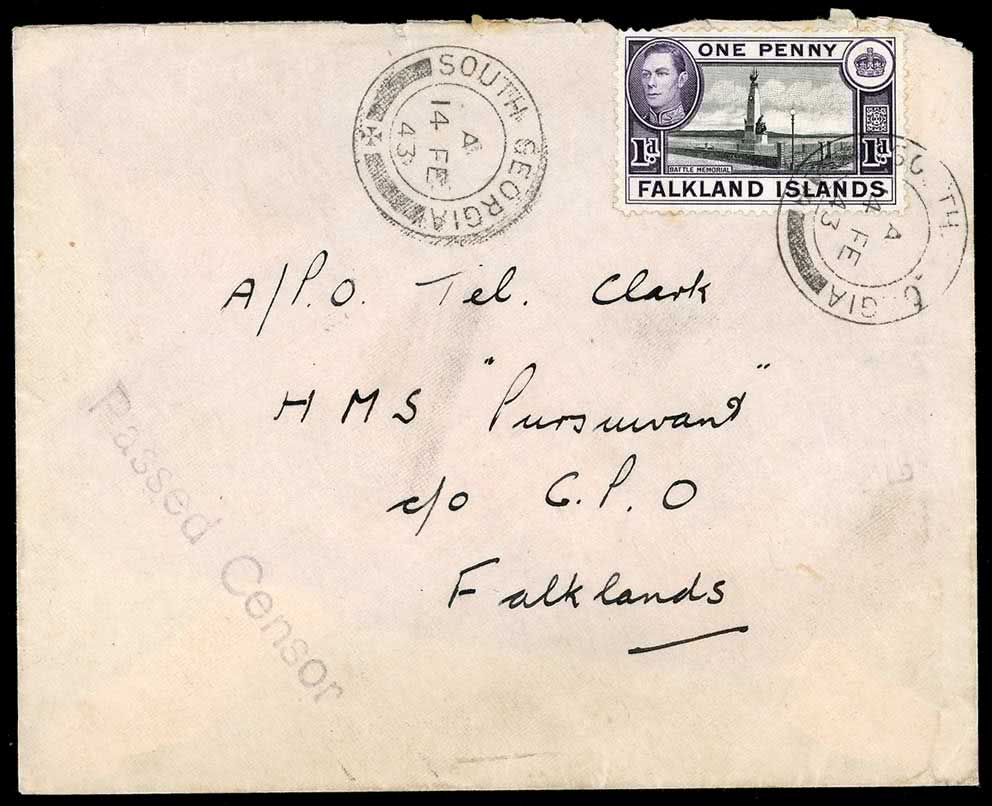 SOUTH GEORGIA
A
14 FE
43
ONE PENNY
1d 1d
BATTLE MEMORIAL
FALKLAND ISLANDS
A
FE
43
A/P.O. Tel. Clark
HMS "Pursuivant"
c/o G.P.O
Falklands
Passed Censor